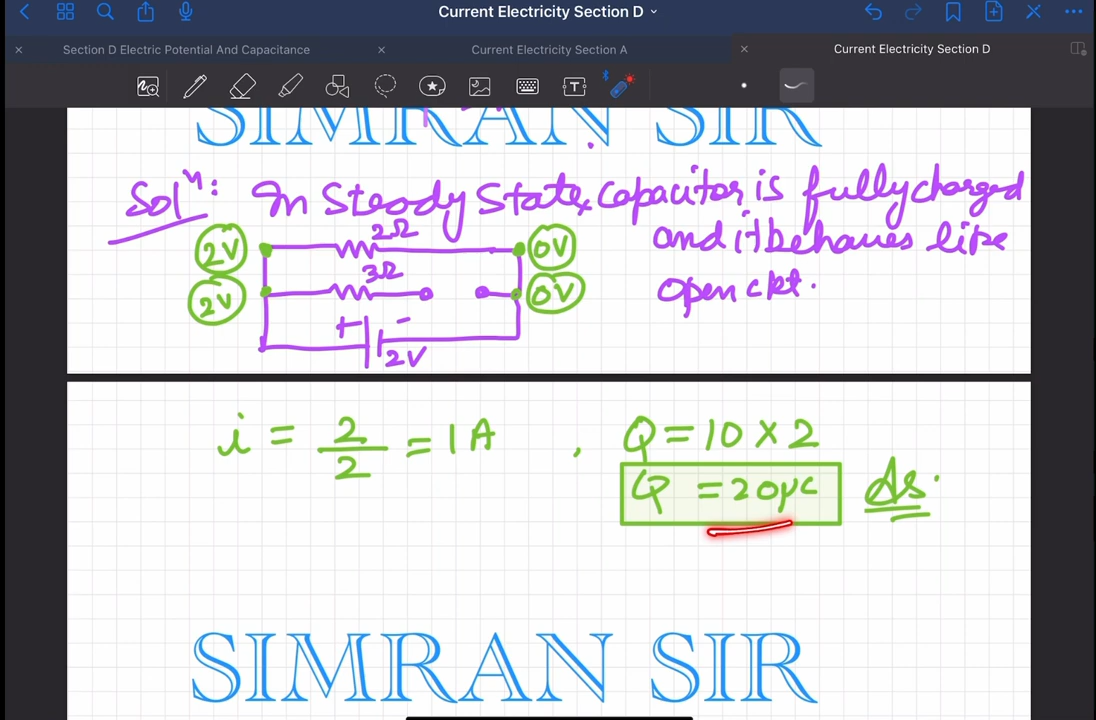 Current Electricity Section D
Section D Electric Potential And Capacitance
Current Electricity Section A
Current Electricity Section D
SIMRAN SIR
Solⁿ: In Steady State, Capacitor is fully charged
and it behaves like
open ckt.
2V
2Ω
0V
3Ω
2V
0V
+ -
2V
i = 2/2 = 1A , Q = 10 × 2
Q = 20μC As.
SIMRAN SIR